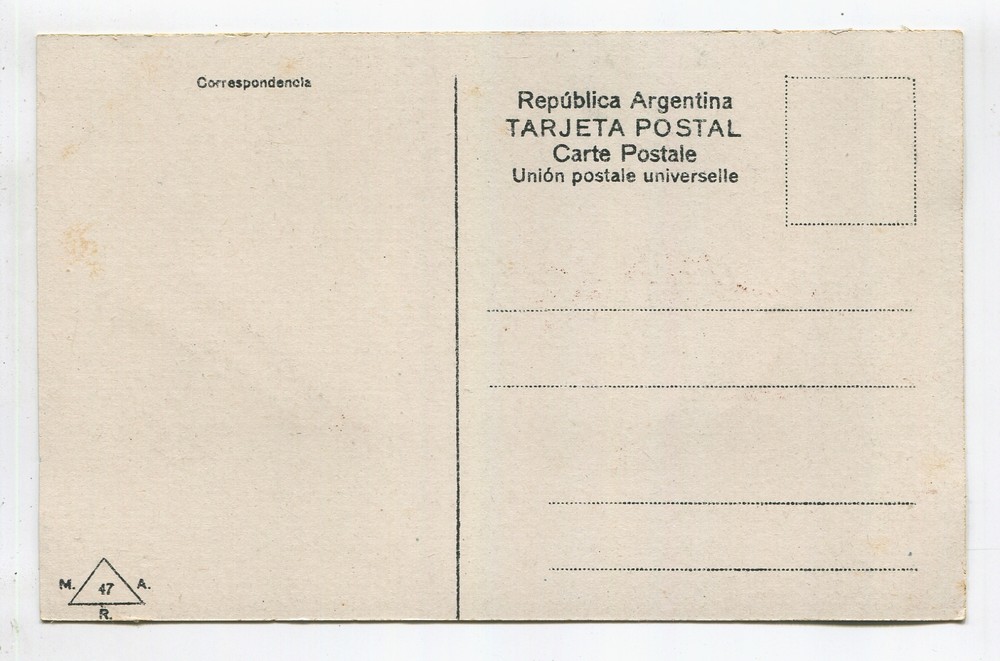 Correspondencia
República Argentina
TARJETA POSTAL
Carte Postale
Unión postale universelle
M. 47 A.
R.